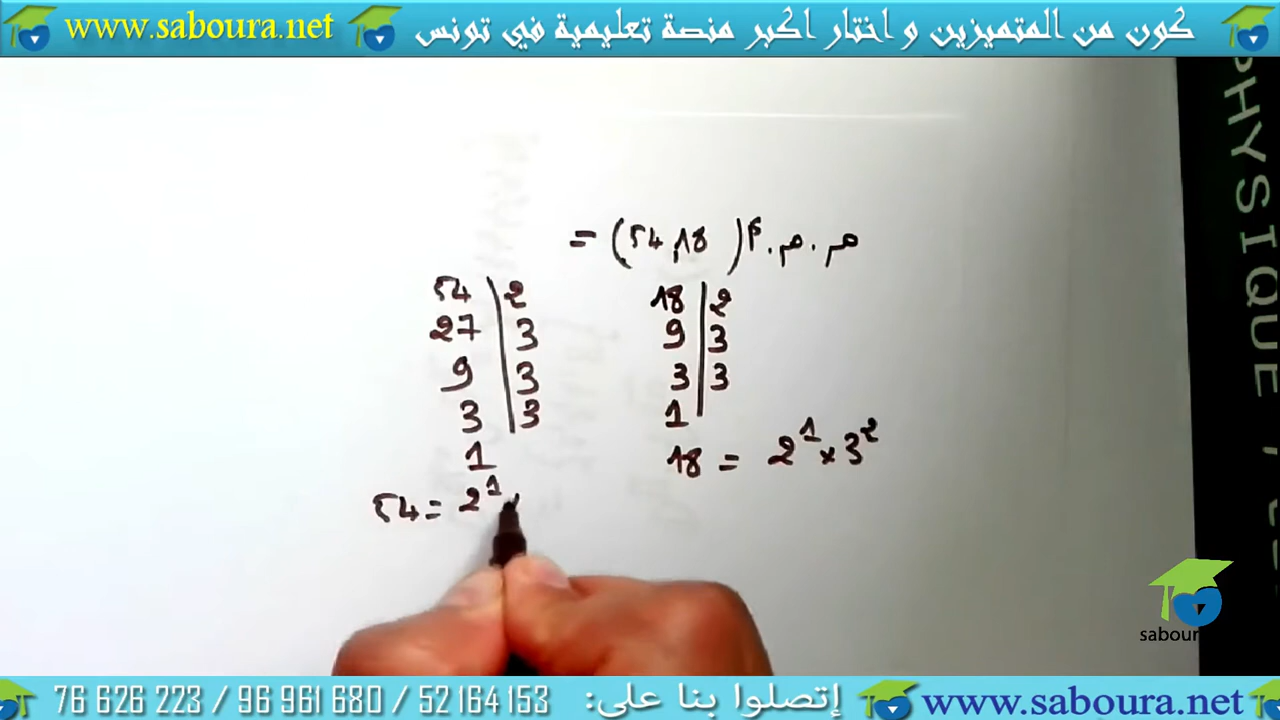 www.saboura.net كون من المتميزين و اختار اكبر منصة تعليمية في تونس
= (54,18) م.م.أ
54 | 2
27 | 3
9 | 3
3 | 3
1
54 = 2¹
18 | 2
9 | 3
3 | 3
1
18 = 2¹ × 3²
PHYSIQUE
sabour
76 626 223 / 96 961 680 / 52 164 153 إتصلوا بنا على: www.saboura.net